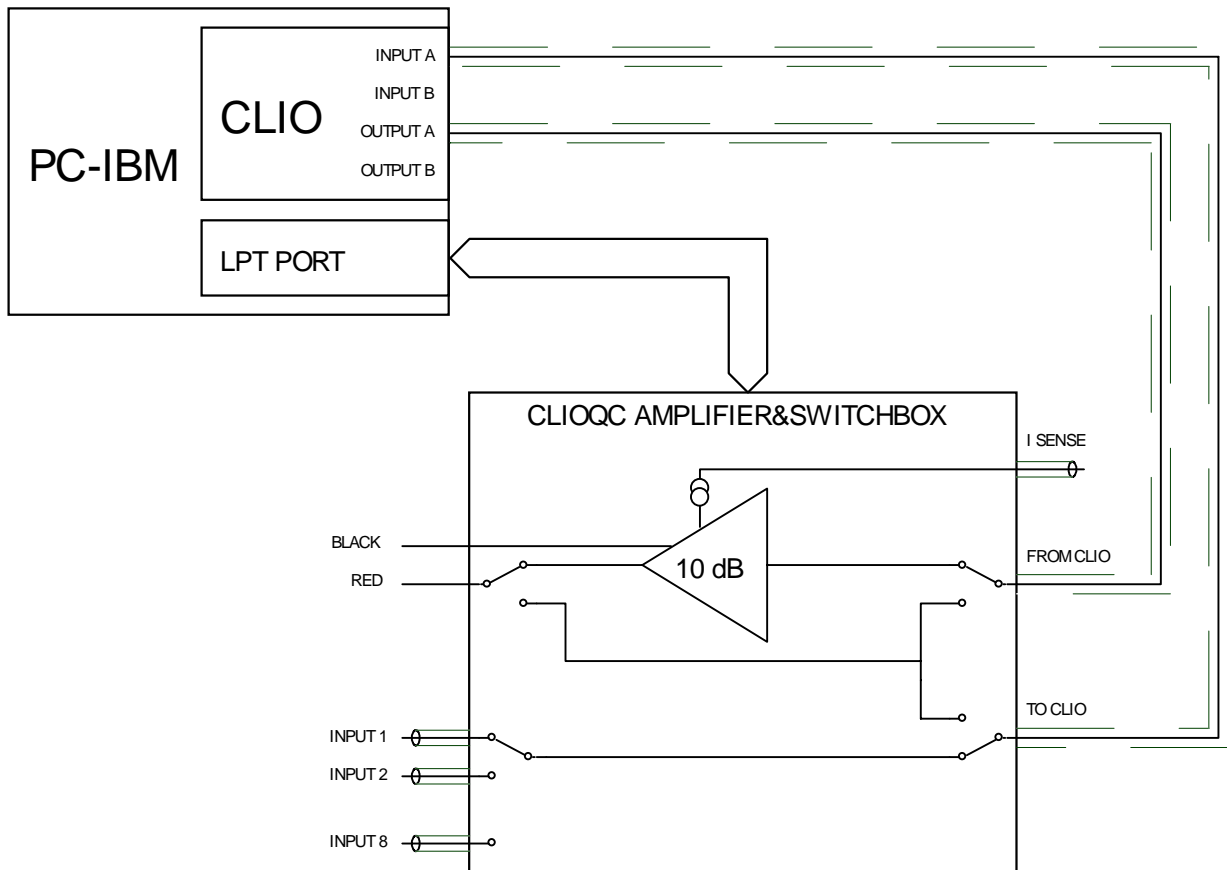 INPUT A
INPUT B
CLIO
OUTPUT A
PC-IBM
OUTPUT B
LPT PORT
CLIOQC AMPLIFIER&SWITCHBOX
I SENSE
BLACK
FROM CLIO
10 dB
RED
TO CLIO
INPUT 1
INPUT 2
INPUT 8